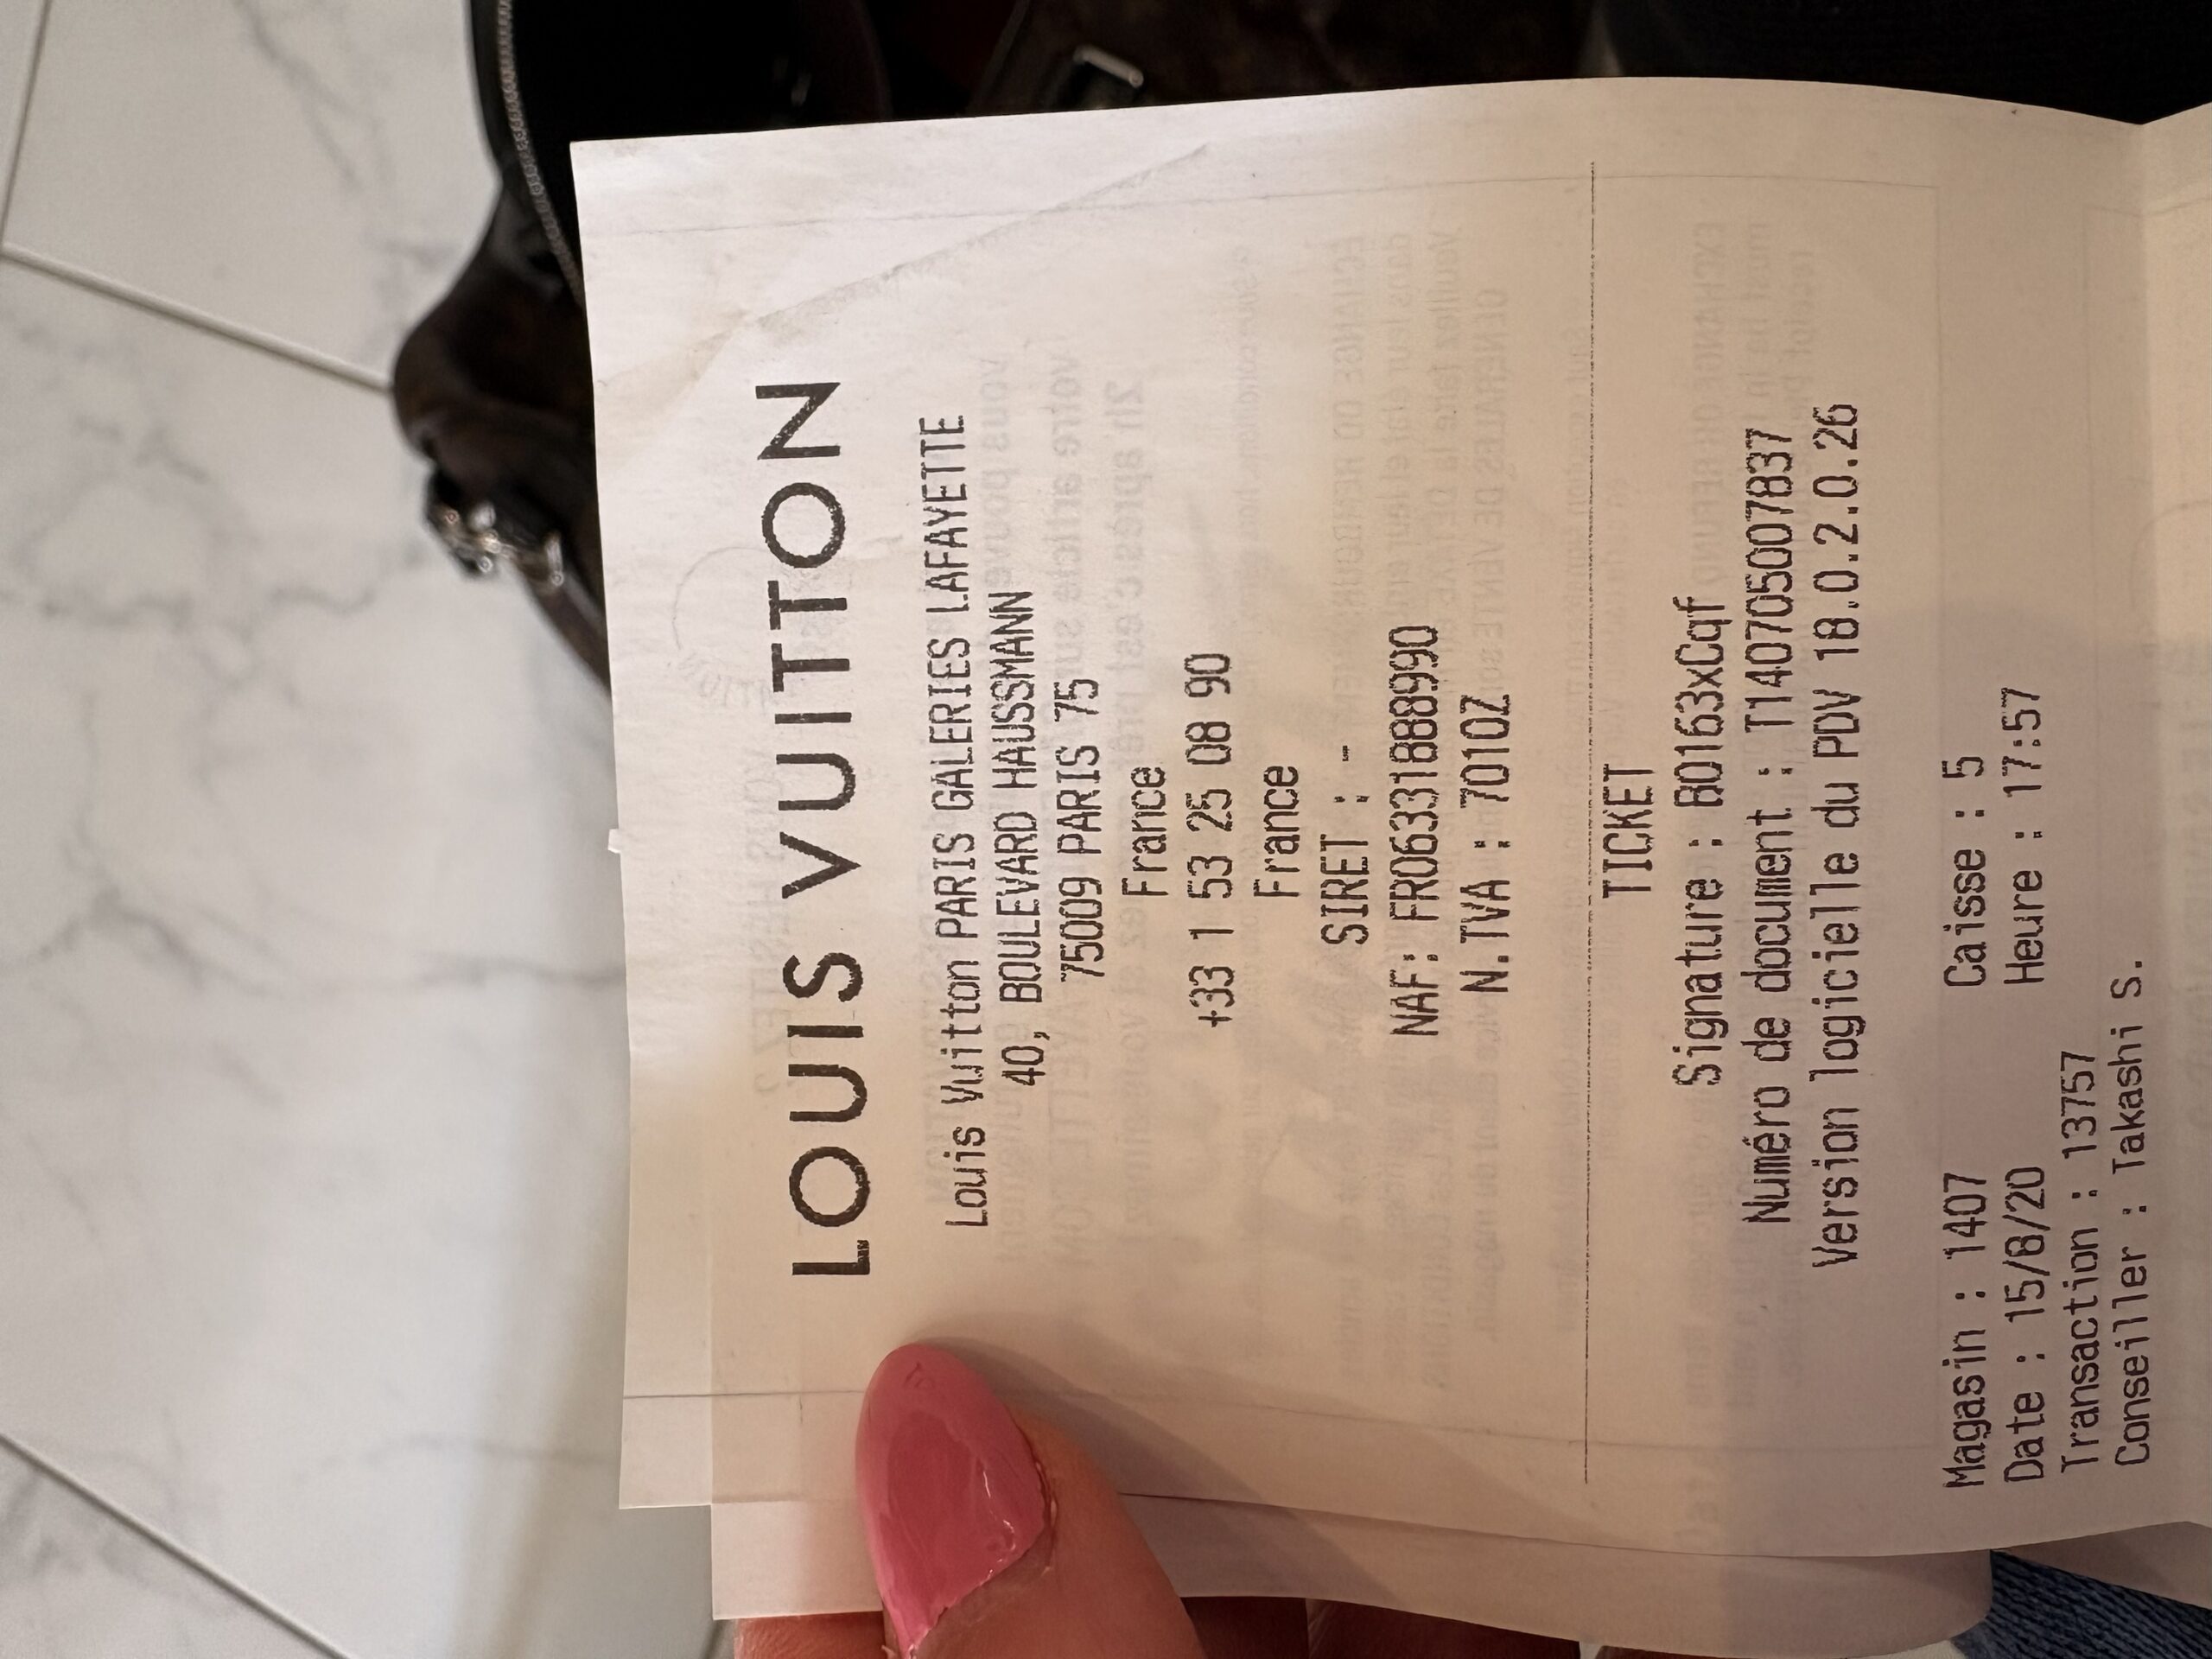 LOUIS VUITTON
Louis Vuitton PARIS GALERIES LAFAYETTE
40, BOULEVARD HAUSSMANN
75009 PARIS 75
France
+33 1 53 25 08 90
France
SIRET : -
NAF: FR06331888990
N.TVA : 7010Z
TICKET
Signature : B0163xCqf
Numéro de document : T140705007837
Version logicielle du PDV 18.0.2.0.26
Magasin : 1407 Caisse : 5
Date : 15/8/20 Heure : 17:57
Transaction : 13757
Conseiller : Takashi S.